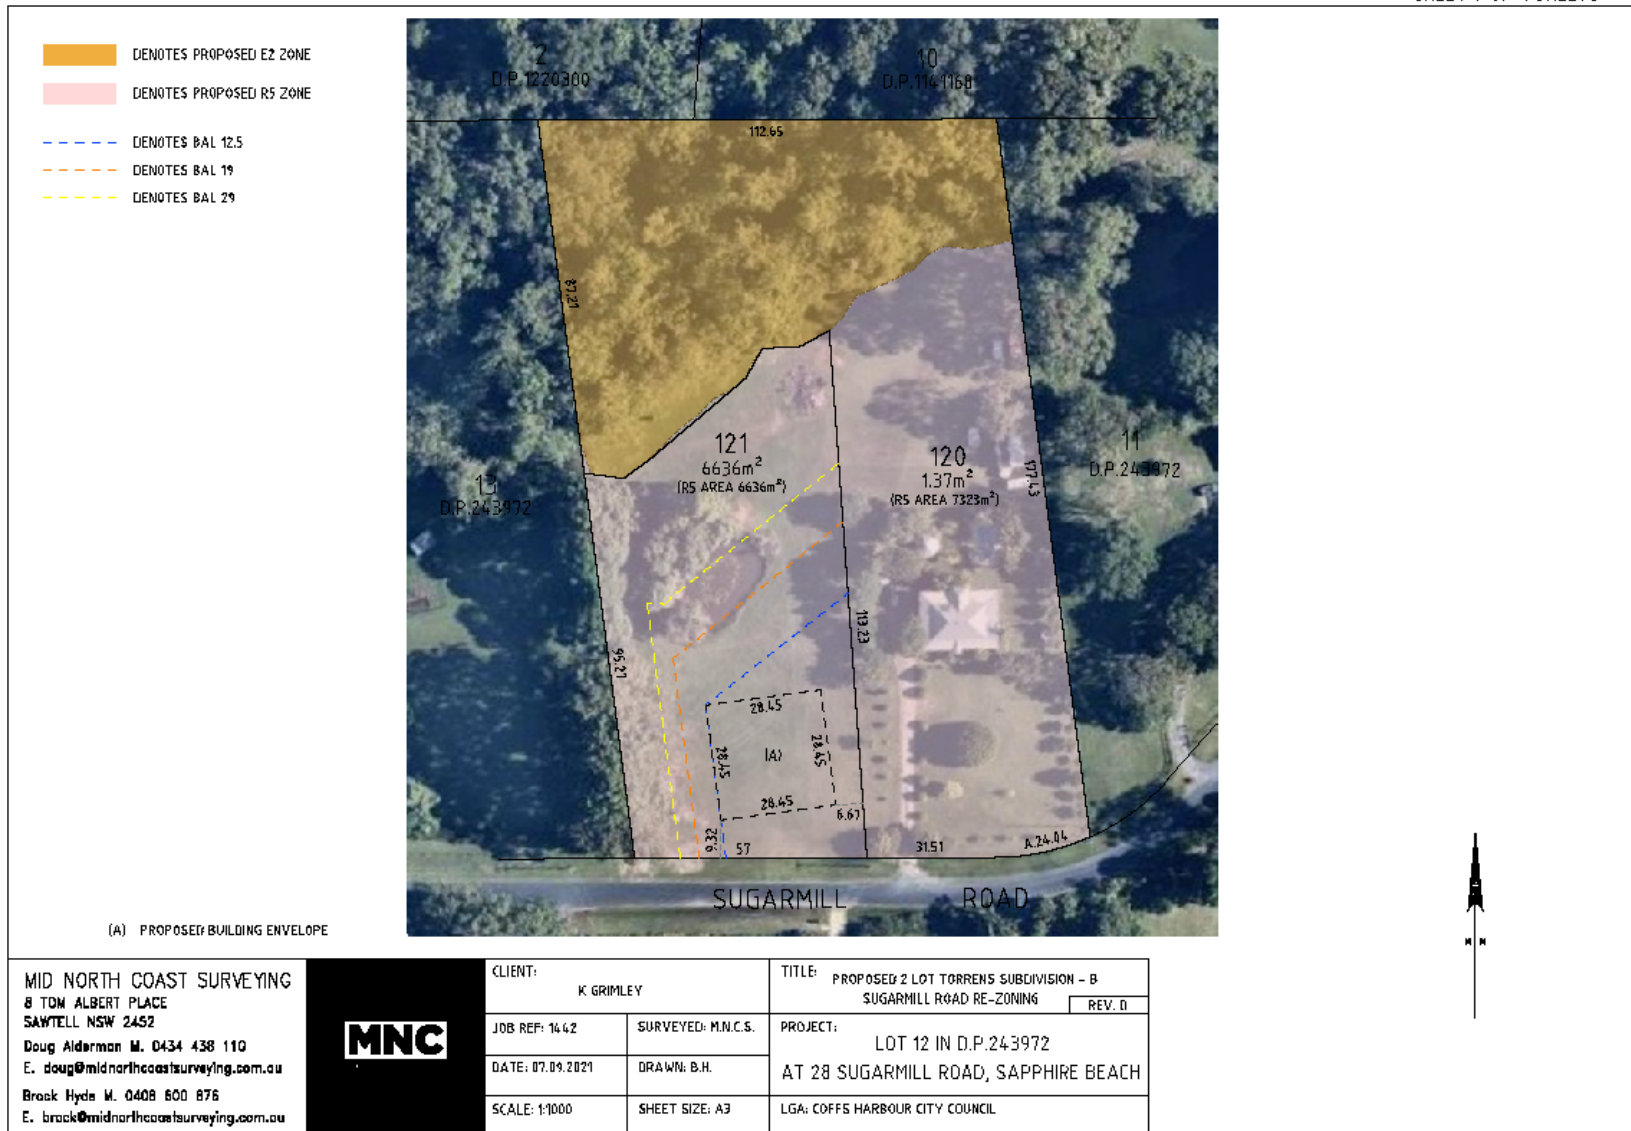 DENOTES PROPOSED E2 ZONE
DENOTES PROPOSED R5 ZONE
DENOTES BAL 12.5
DENOTES BAL 19
DENOTES BAL 29
2
D.P.1220300
10
D.P.1141168
112.65
87.27
121
6636m²
(R5 AREA 6636m²)
120
1.37m²
(R5 AREA 7323m²)
177.43
11
D.P.243972
13
D.P.243972
95.27
113.23
28.45
28.45
(A)
28.45
28.45
6.67
9.32
57
31.51
A.24.04
SUGARMILL ROAD
(A) PROPOSED BUILDING ENVELOPE
N
MID NORTH COAST SURVEYING
8 TOM ALBERT PLACE
SAWTELL NSW 2452
Doug Alderman M. 0434 438 110
E. doug@midnorthcoastsurveying.com.au
Brock Hyde M. 0408 600 876
E. brock@midnorthcoastsurveying.com.au
MNC
CLIENT:
K GRIMLEY
JOB REF: 1442
SURVEYED: M.N.C.S.
DATE: 07.09.2021
DRAWN: B.H.
SCALE: 1:1000
SHEET SIZE: A3
TITLE: PROPOSED 2 LOT TORRENS SUBDIVISION - B
SUGARMILL ROAD RE-ZONING
REV. D
PROJECT:
LOT 12 IN D.P.243972
AT 28 SUGARMILL ROAD, SAPPHIRE BEACH
LGA: COFFS HARBOUR CITY COUNCIL